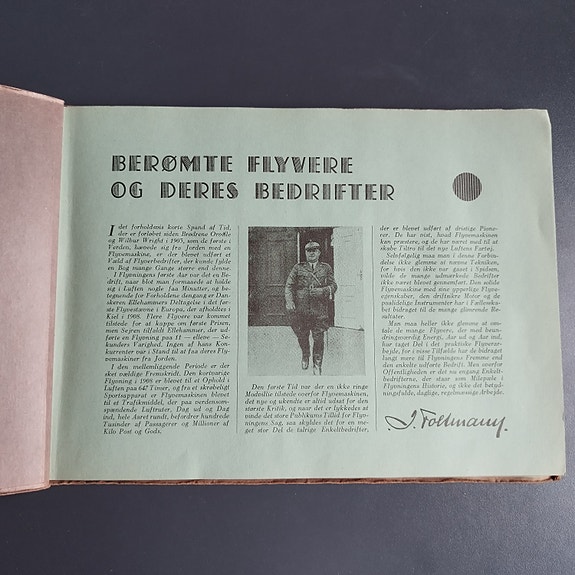 BERØMTE FLYVERE
OG DERES BEDRIFTER
I det forholdsvis korte Spand af Tid,
der er forløbet siden Brødrene Orville
og Wilbur Wright i 1903, som de første i
Verden, hævede sig fra Jorden med en
Flyvemaskine, er der blevet udført et
Væld af Flyverbedrifter, der kunde fylde
en Bog mange Gange større end denne.
I Flyvningens første Aar var det en Be-
drift, naar blot man formaaede at holde
sig i Luften nogle faa Minutter, og be-
tegnende for Forholdene dengang er Dan-
skeren Ellehammers Deltagelse i det før-
ste Flyvestævne i Europa, der afholdtes i
Kiel i 1908. Flere Flyvere var kommet
tilstede for at kappe om første Prisen,
men Sejren tilfaldt Ellehammer, der ud-
førte en Flyvning paa 11 — elleve — Se-
kunders Varighed. Ingen af hans Kon-
kurrenter var i Stand til at faa deres Fly-
vemaskiner fra Jorden.
I den mellemliggende Periode er der
sket vældige Fremskridt. Den kortvarige
Flyvning i 1908 er blevet til et Ophold i
Luften paa 647 Timer, og fra et skrøbeligt
Sportsapparat er Flyvemaskinen blevet
til et Trafikmiddel, der paa verdensom-
spændende Luftruter, Dag ud og Dag
ind, hele Aaret rundt, befordrer hundrede
Tusinder af Passagerer og Millioner af
Kilo Post og Gods.
Den første Tid var der en ikke ringe
Modvillie tilstede overfor Flyvemaskinen,
det nye og ukendte er altid udsat for den
største Kritik, og naar det er lykkedes at
vinde det store Publikums Tillid for Flyvnin-
gens Sag, saa skyldes det for en me-
get stor Del de talrige Enkeltbedrifter,
der er blevet udført af dristige Pione-
rer. De har vist, hvad Flyvemaskinen
kan præstere, og de har været med til at
skabe Tiltro til det nye Luftens Fartøj.
Selvfølgelig maa man i denne Forbin-
delse ikke glemme at nævne Teknikken,
for hvis den ikke var gaaet i Spidsen,
vilde de mange udmærkede Bedrifter
ikke være blevet gennemført. Den solide
Flyvemaskine med sine ypperlige Flyve-
egenskaber, den driftsikre Motor og de
paalidelige Instrumenter har i Fællesskab
bidraget til de mange glimrende Re-
sultater.
Man maa heller ikke glemme at om-
tale de mange Flyvere, der med beun-
dringsværdig Energi, Aar ud og Aar ind,
har taget Del i det praktiske Flyverar-
bejde, for i visse Tilfælde har de bidraget
langt mere til Flyvningens Fremme end
den enkelte udførte Bedrift. Men overfor
Offentligheden er det nu engang Enkelt-
bedrifterne, der staar som Milepæle i
Flyvningens Historie, og ikke det betyd-
ningsfulde, daglige, regelmæssige Arbejde.
J. Foltmann.